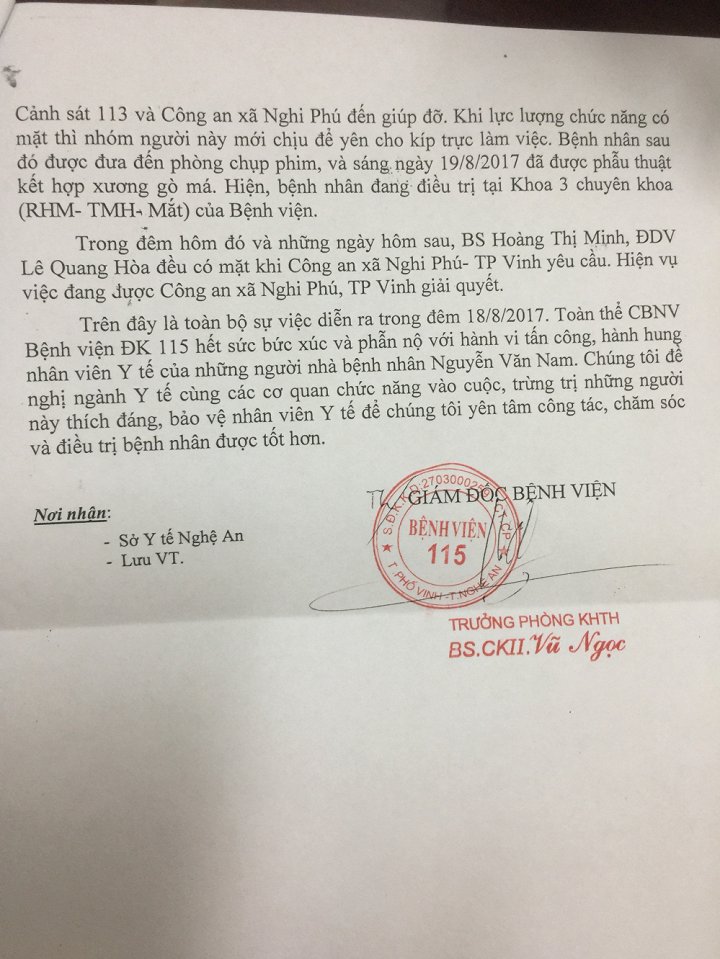 Cảnh sát 113 và Công an xã Nghi Phú đến giúp đỡ. Khi lực lượng chức năng có
mặt thì nhóm người này mới chịu để yên cho kíp trực làm việc. Bệnh nhân sau
đó được đưa đến phòng chụp phim, và sáng ngày 19/8/2017 đã được phẫu thuật
kết hợp xương gò má. Hiện, bệnh nhân đang điều trị tại Khoa 3 chuyên khoa
(RHM- TMH- Mắt) của Bệnh viện.
Trong đêm hôm đó và những ngày hôm sau, BS Hoàng Thị Minh, ĐDV
Lê Quang Hòa đều có mặt khi Công an xã Nghi Phú- TP Vinh yêu cầu. Hiện vụ
việc đang được Công an xã Nghi Phú, TP Vinh giải quyết.
Trên đây là toàn bộ sự việc diễn ra trong đêm 18/8/2017. Toàn thể CBNV
Bệnh viện ĐK 115 hết sức bức xúc và phẫn nộ với hành vi tấn công, hành hung
nhân viên Y tế của những người nhà bệnh nhân Nguyễn Văn Nam. Chúng tôi đề
nghị ngành Y tế cùng các cơ quan chức năng vào cuộc, trừng trị những người
này thích đáng, bảo vệ nhân viên Y tế để chúng tôi yên tâm công tác, chăm sóc
và điều trị bệnh nhân được tốt hơn.
GIÁM ĐỐC BỆNH VIỆN
Nơi nhận:
- Sở Y tế Nghệ An
- Lưu VT.
BỆNH VIỆN
115
T.PHỐ VINH -T.NGHỆ AN
TRƯỞNG PHÒNG KHTH
BS.CKII. Vũ Ngọc